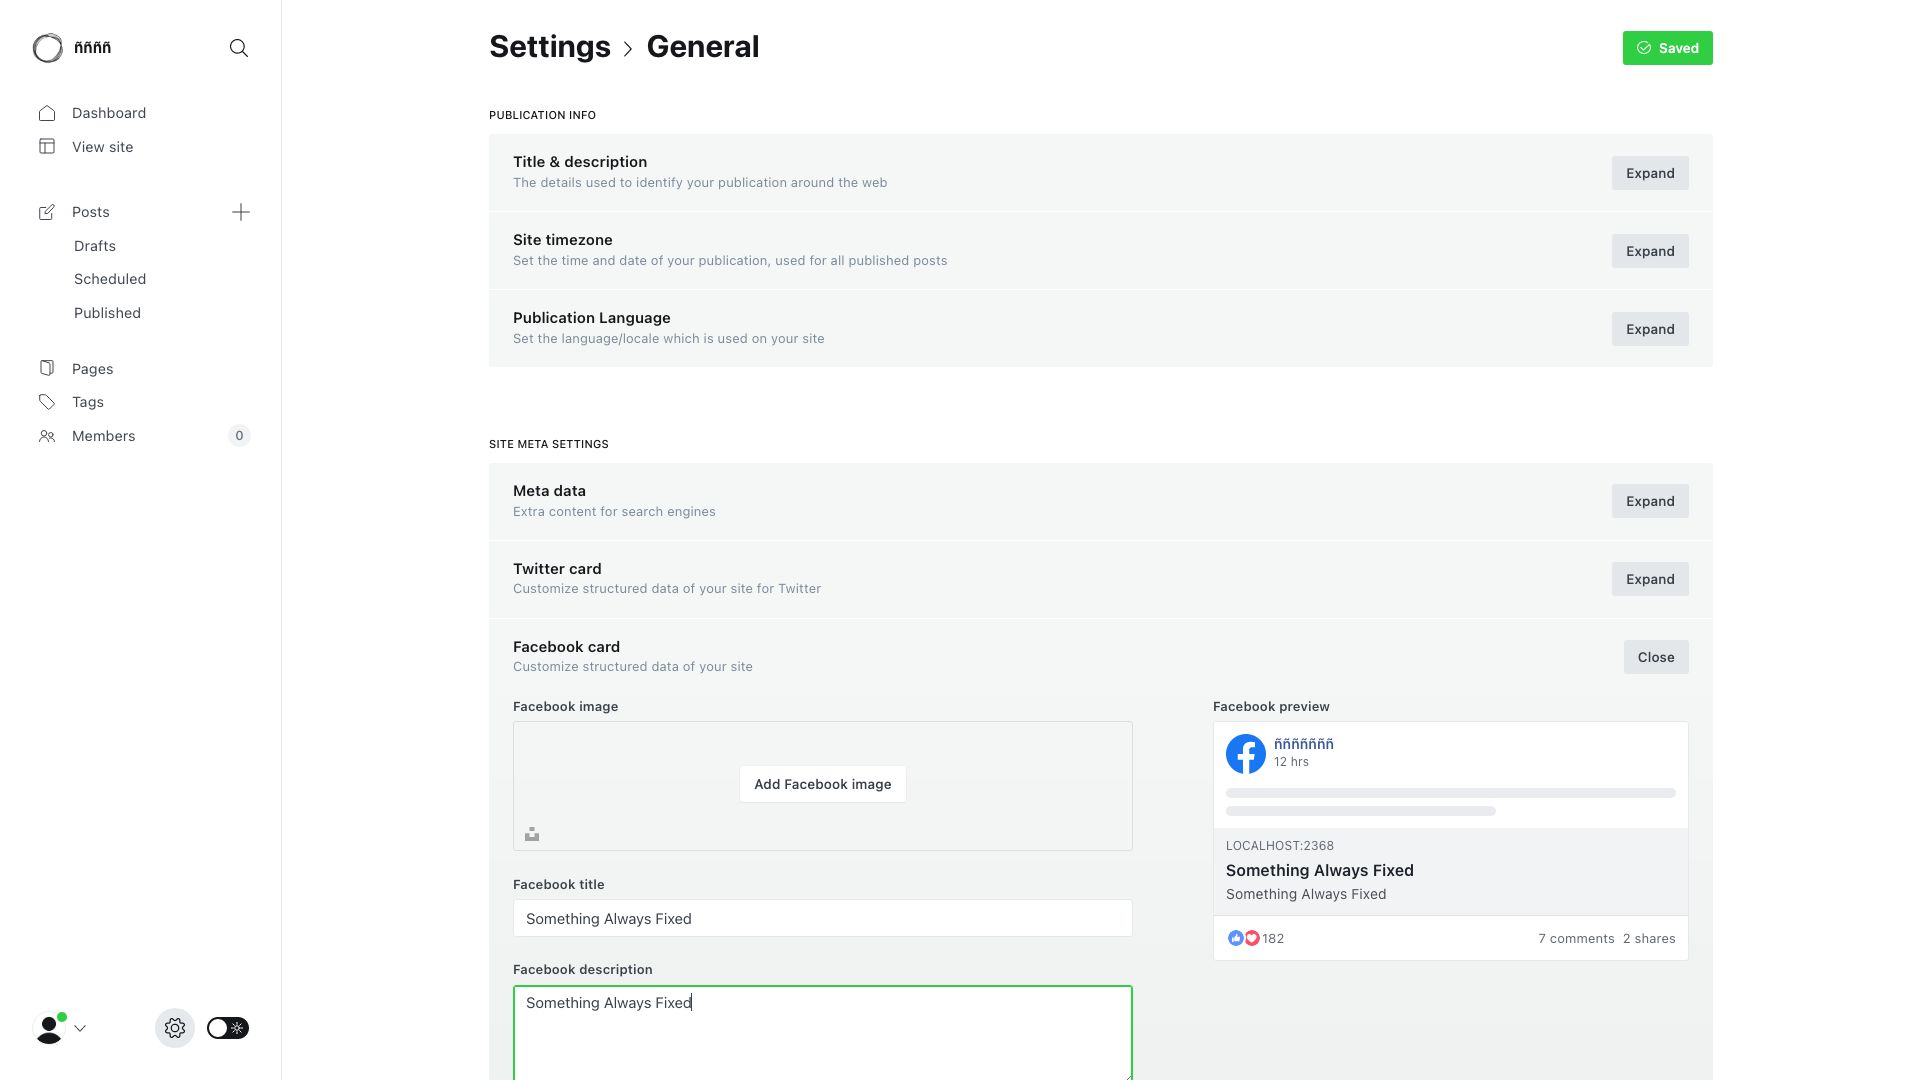 ññññ
Dashboard
View site
Posts
Drafts
Scheduled
Published
Pages
Tags
Members 0
Settings › General
Saved
PUBLICATION INFO
Title & description
The details used to identify your publication around the web
Expand
Site timezone
Set the time and date of your publication, used for all published posts
Expand
Publication Language
Set the language/locale which is used on your site
Expand
SITE META SETTINGS
Meta data
Extra content for search engines
Expand
Twitter card
Customize structured data of your site for Twitter
Expand
Facebook card
Customize structured data of your site
Close
Facebook image
Add Facebook image
Facebook title
Something Always Fixed
Facebook description
Something Always Fixed
Facebook preview
ñññññññ
12 hrs
LOCALHOST:2368
Something Always Fixed
Something Always Fixed
182 7 comments 2 shares